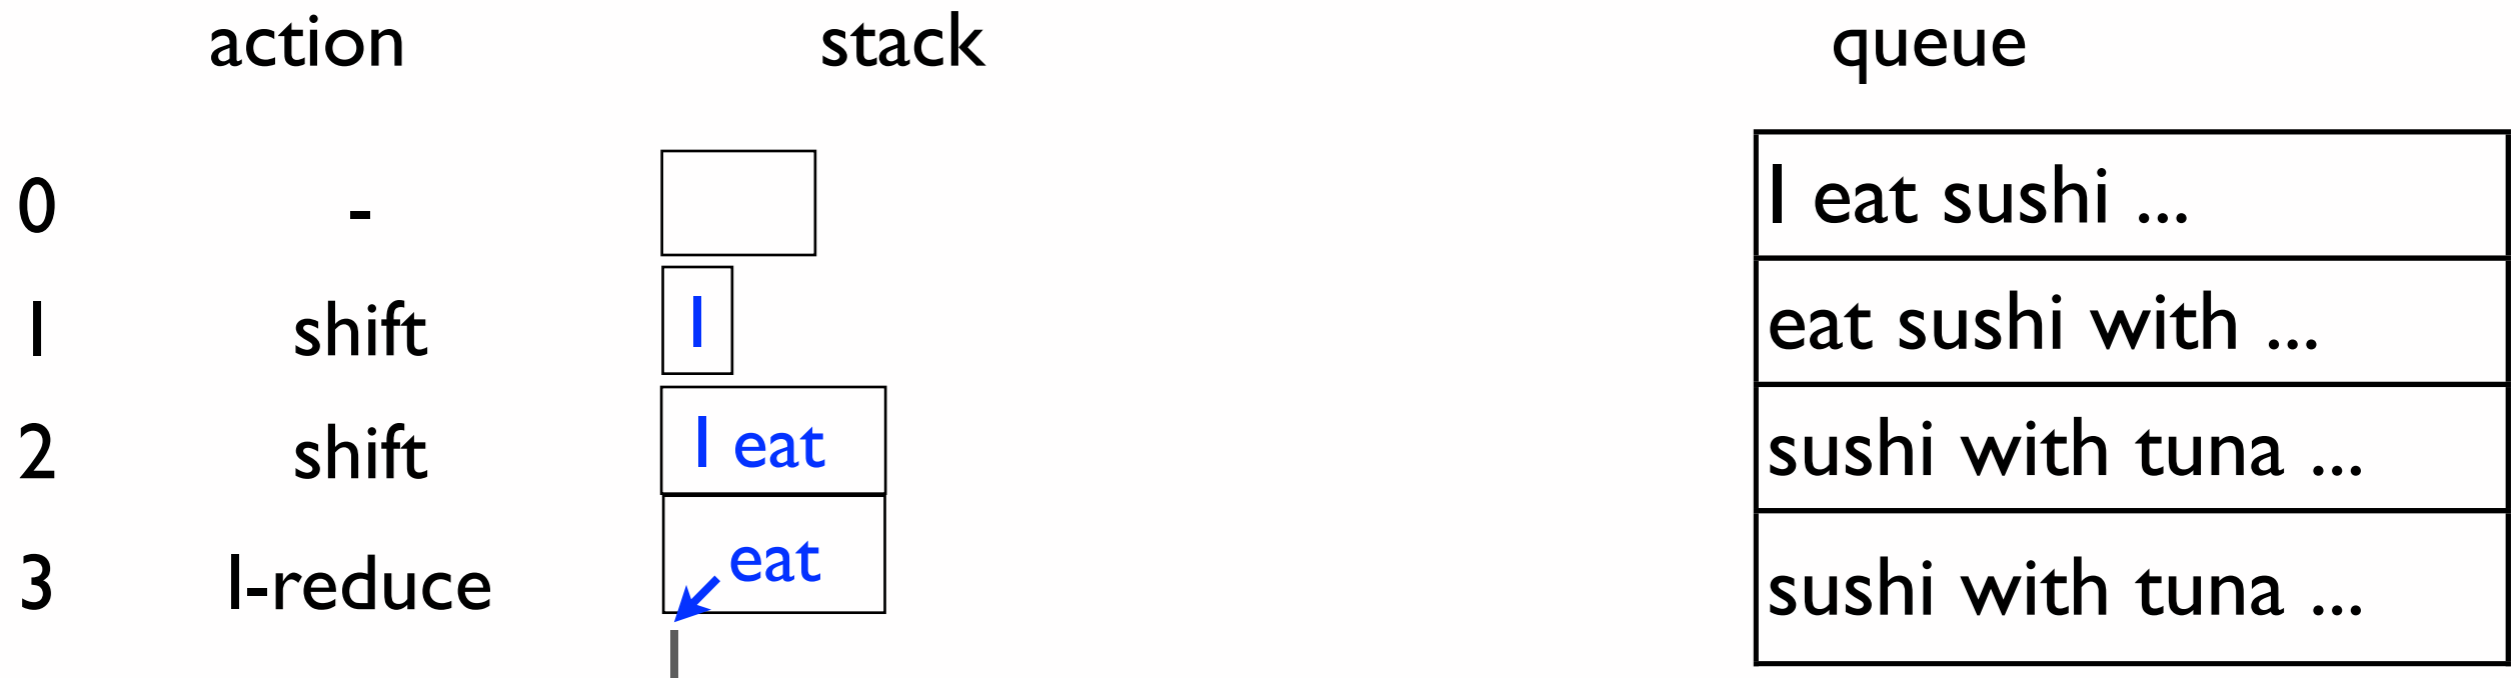 action stack queue
0 - I eat sushi ...
1 shift I eat sushi with ...
2 shift I eat sushi with tuna ...
3 l-reduce eat sushi with tuna ...
I